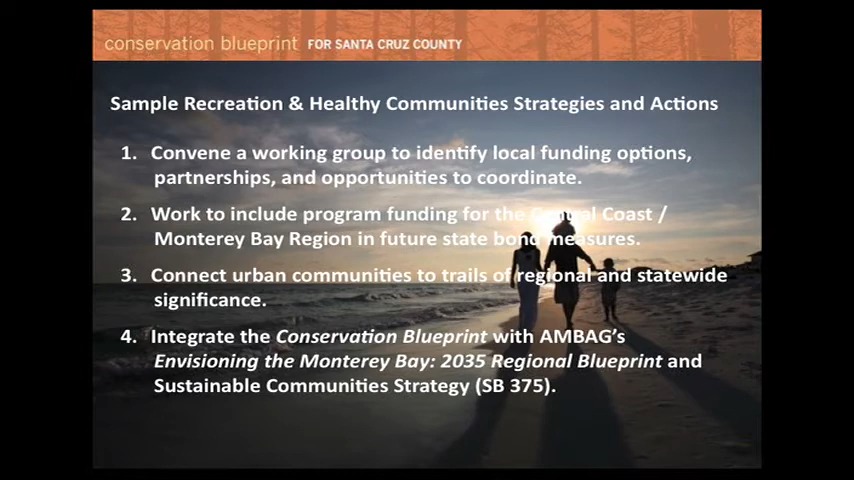 conservation blueprint FOR SANTA CRUZ COUNTY
Sample Recreation & Healthy Communities Strategies and Actions
1. Convene a working group to identify local funding options,
partnerships, and opportunities to coordinate.
2. Work to include program funding for the Central Coast /
Monterey Bay Region in future state bond measures.
3. Connect urban communities to trails of regional and statewide
significance.
4. Integrate the Conservation Blueprint with AMBAG’s
Envisioning the Monterey Bay: 2035 Regional Blueprint and
Sustainable Communities Strategy (SB 375).